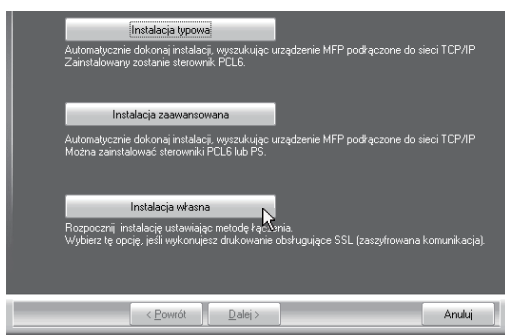 Instalacja typowa
Automatycznie dokonaj instalacji, wyszukując urządzenie MFP podłączone do sieci TCP/IP
Zainstalowany zostanie sterownik PCL6.
Instalacja zaawansowana
Automatycznie dokonaj instalacji, wyszukując urządzenie MFP podłączone do sieci TCP/IP
Można zainstalować sterowniki PCL6 lub PS.
Instalacja własna
Rozpocznij instalację ustawiając metodę łączenia.
Wybierz tę opcję, jeśli wykonujesz drukowanie obsługujące SSL (zaszyfrowana komunikacja).
< Powrót Dalej > Anuluj